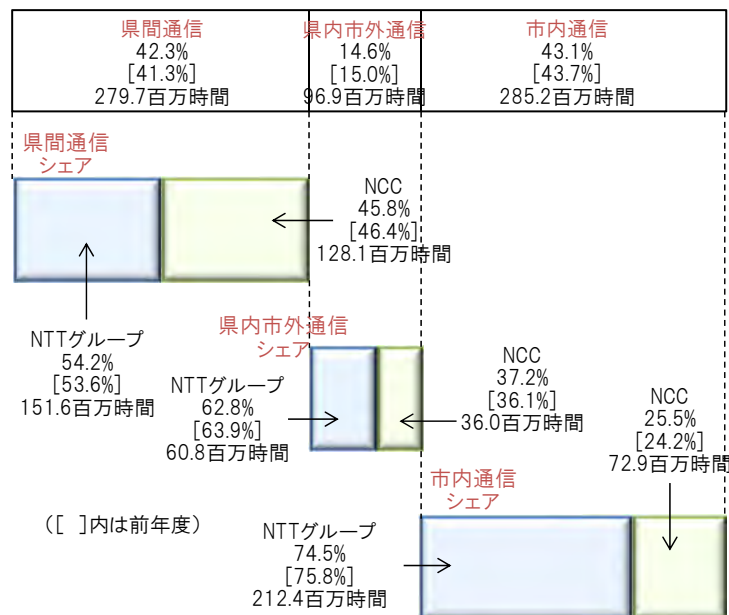 県間通信
42.3%
[41.3%]
279.7百万時間
県内市外通信
14.6%
[15.0%]
96.9百万時間
市内通信
43.1%
[43.7%]
285.2百万時間
県間通信
シェア
NCC
45.8%
[46.4%]
128.1百万時間
NTTグループ
54.2%
[53.6%]
151.6百万時間
県内市外通信
シェア
NTTグループ
62.8%
[63.9%]
60.8百万時間
NCC
37.2%
[36.1%]
36.0百万時間
NCC
25.5%
[24.2%]
72.9百万時間
市内通信
シェア
([ ]内は前年度)
NTTグループ
74.5%
[75.8%]
212.4百万時間